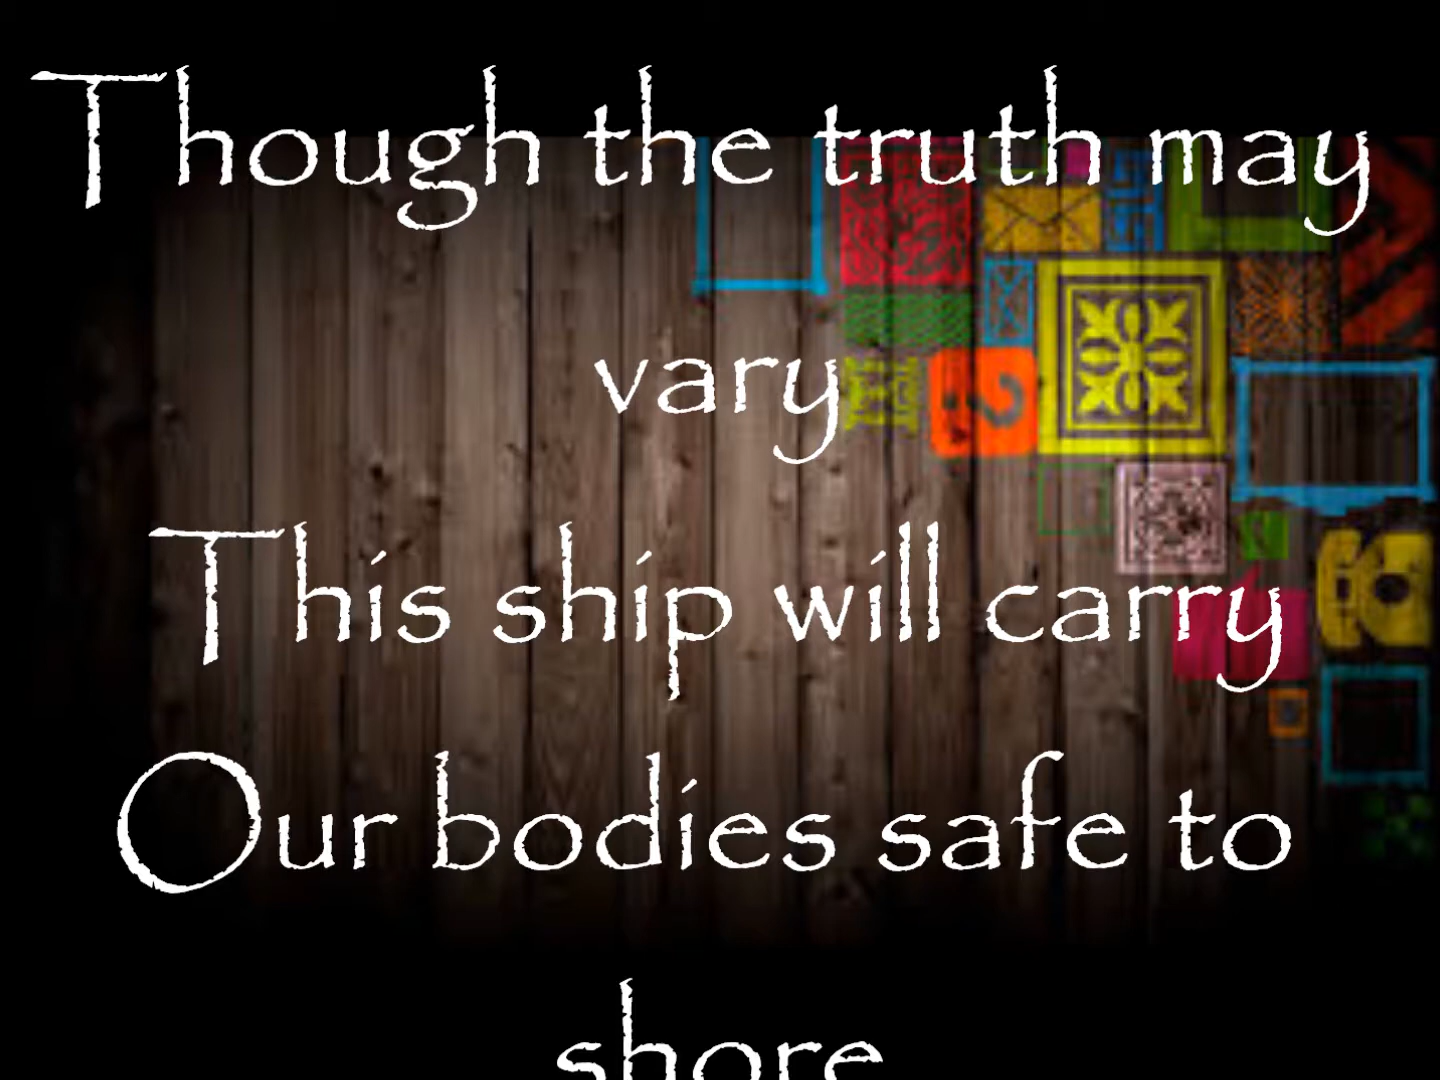 Though the truth may
vary
This ship will carry
Our bodies safe to
shore